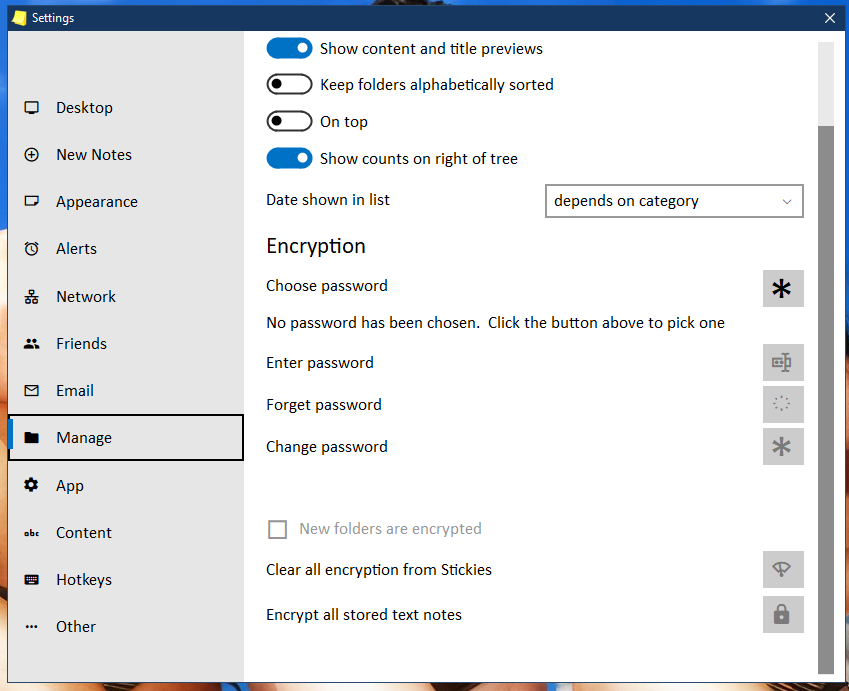 Settings
Show content and title previews
Keep folders alphabetically sorted
On top
Show counts on right of tree
Date shown in list
depends on category
Encryption
Choose password
No password has been chosen.  Click the button above to pick one
Enter password
Forget password
Change password
New folders are encrypted
Clear all encryption from Stickies
Encrypt all stored text notes
Desktop
New Notes
Appearance
Alerts
Network
Friends
Email
Manage
App
abc Content
Hotkeys
Other